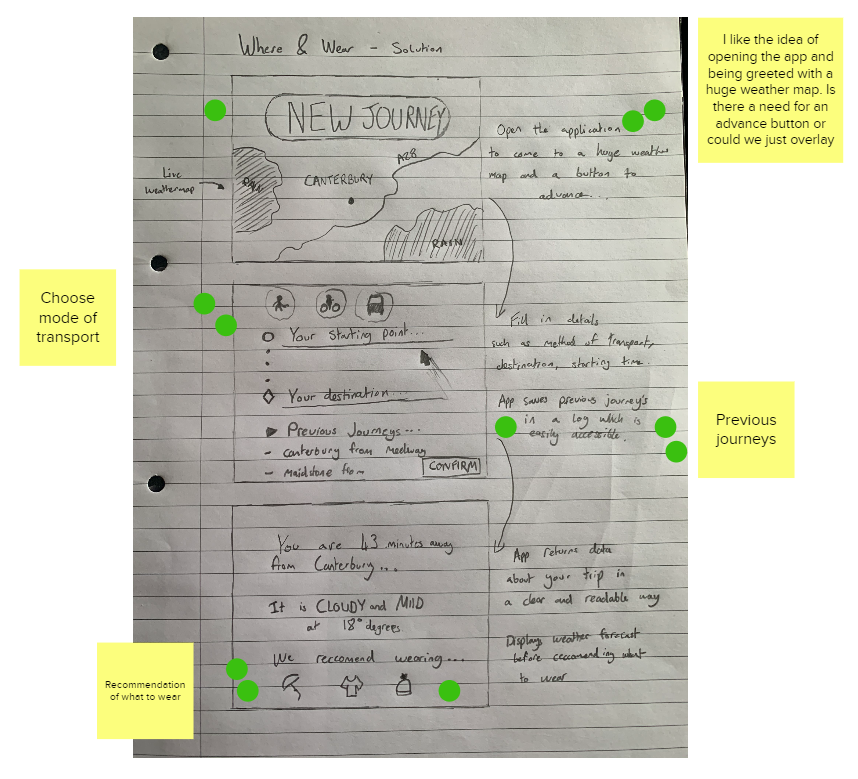 Where & Wear - Solution
I like the idea of
opening the app and
being greeted with a
huge weather map. Is
there a need for an
advance button or
could we just overlay
NEW JOURNEY
Open the application
to come to a huge weather
map and a button to
advance...
Live
weathermap
RAIN
CANTERBURY
A28
RAIN
Choose
mode of
transport
Your starting point...
Your destination...
▶ Previous Journeys...
- Canterbury from Medway
- Maidstone from
CONFIRM
Fill in details
such as method of transport,
destination, starting time.
App saves previous journey's
in a log which is
easily accessible.
Previous
journeys
You are 43 minutes away
from Canterbury...
It is CLOUDY and MILD
at 18° degrees
We reccomend wearing...
App returns data
about your trip in
a clear and readable way
Displays weather forecast
before reccomending what
to wear
Recommendation
of what to wear